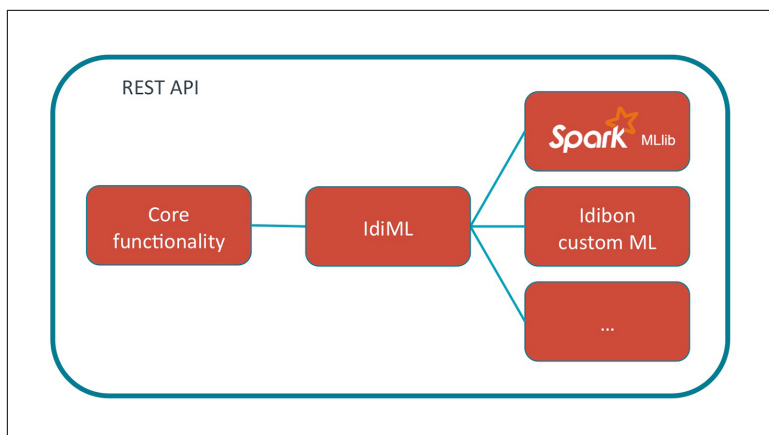 REST API
Spark MLlib
Core
functionality
IdiML
Idibon
custom ML
...